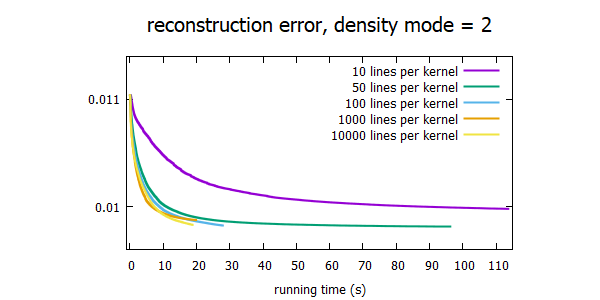 reconstruction error, density mode = 2
10 lines per kernel
50 lines per kernel
100 lines per kernel
1000 lines per kernel
10000 lines per kernel
0.011
0.01
0 10 20 30 40 50 60 70 80 90 100 110
running time (s)